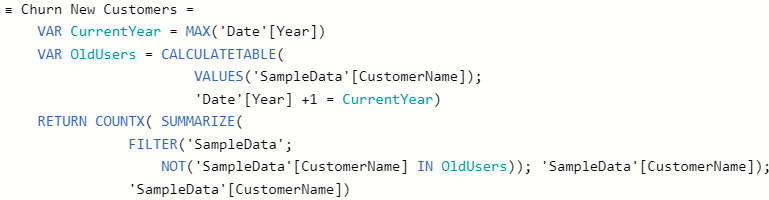 ≡ Churn New Customers =
    VAR CurrentYear = MAX('Date'[Year])
    VAR OldUsers = CALCULATETABLE(
                        VALUES('SampleData'[CustomerName]);
                        'Date'[Year] +1 = CurrentYear)
    RETURN COUNTX( SUMMARIZE(
                FILTER('SampleData';
                    NOT('SampleData'[CustomerName] IN OldUsers)); 'SampleData'[CustomerName]);
                'SampleData'[CustomerName])